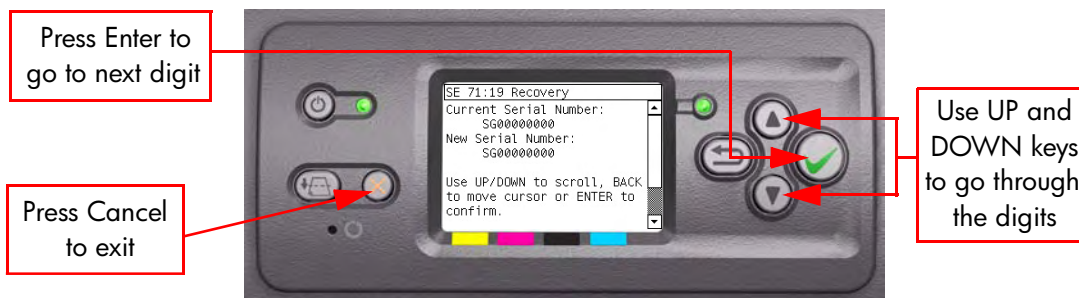 Press Enter to
go to next digit
SE 71:19 Recovery
Current Serial Number:
SG00000000
New Serial Number:
SG00000000
Use UP/DOWN to scroll, BACK
to move cursor or ENTER to
confirm.
Press Cancel
to exit
Use UP and
DOWN keys
to go through
the digits